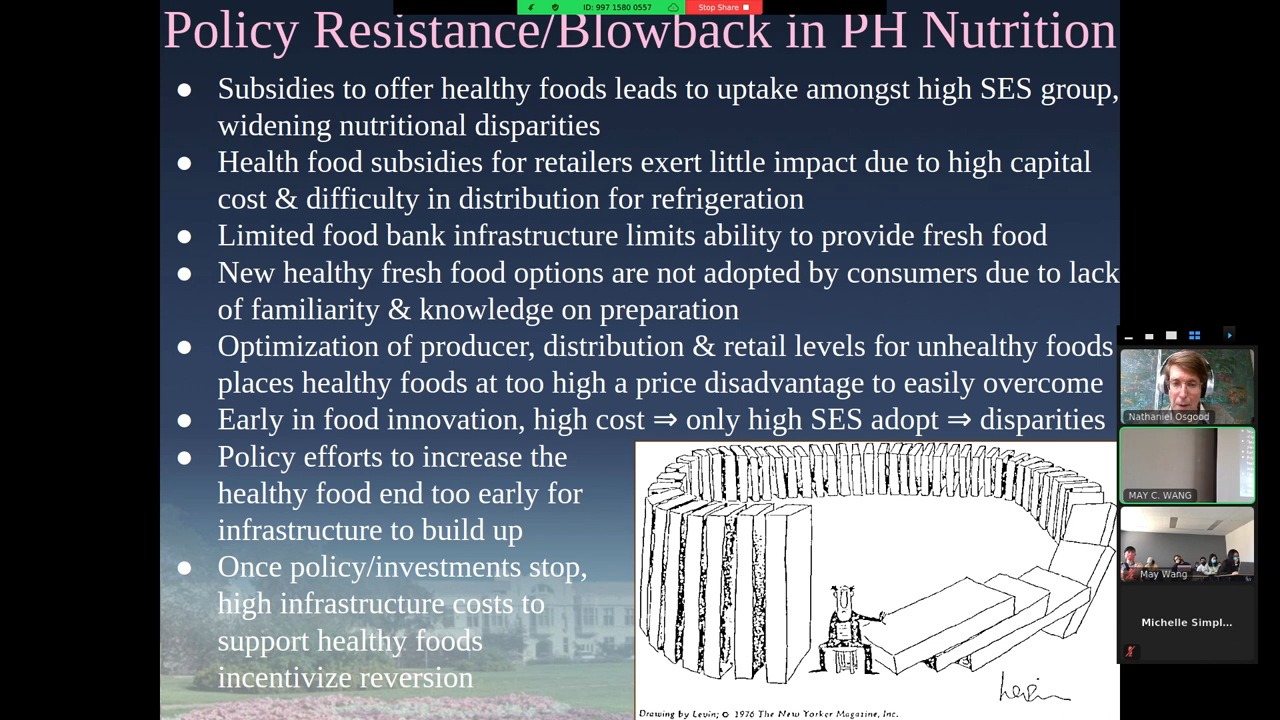 ID: 997 1580 0557
Stop Share
Policy Resistance/Blowback in PH Nutrition
● Subsidies to offer healthy foods leads to uptake amongst high SES group,
widening nutritional disparities
● Health food subsidies for retailers exert little impact due to high capital
cost & difficulty in distribution for refrigeration
● Limited food bank infrastructure limits ability to provide fresh food
● New healthy fresh food options are not adopted by consumers due to lack
of familiarity & knowledge on preparation
● Optimization of producer, distribution & retail levels for unhealthy foods
places healthy foods at too high a price disadvantage to easily overcome
● Early in food innovation, high cost ⇒ only high SES adopt ⇒ disparities
● Policy efforts to increase the
healthy food end too early for
infrastructure to build up
● Once policy/investments stop,
high infrastructure costs to
support healthy foods
incentivize reversion
Levin
Drawing by Levin; © 1976 The New Yorker Magazine, Inc.
Nathaniel Osgood
MAY C. WANG
May Wang
Michelle Simpl...